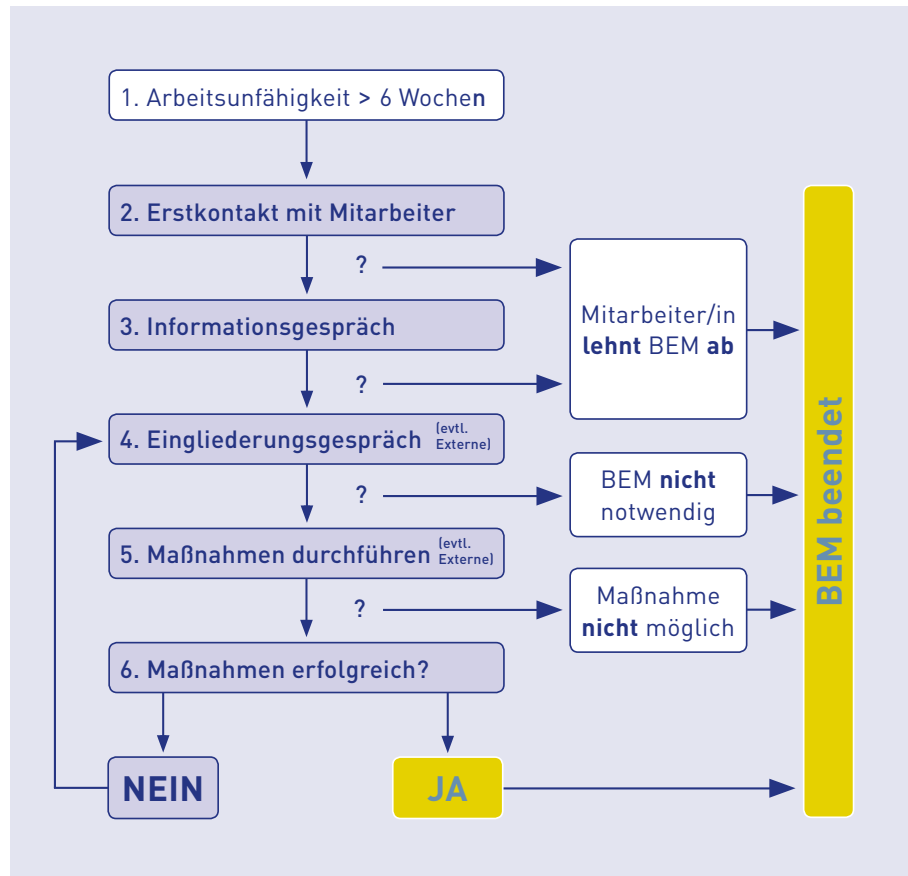 1. Arbeitsunfähigkeit > 6 Wochen
2. Erstkontakt mit Mitarbeiter
?
3. Informationsgespräch
?
Mitarbeiter/in
lehnt BEM ab
4. Eingliederungsgespräch (evtl.
Externe)
?
BEM nicht
notwendig
5. Maßnahmen durchführen (evtl.
Externe)
?
Maßnahme
nicht möglich
6. Maßnahmen erfolgreich?
NEIN
JA
BEM beendet